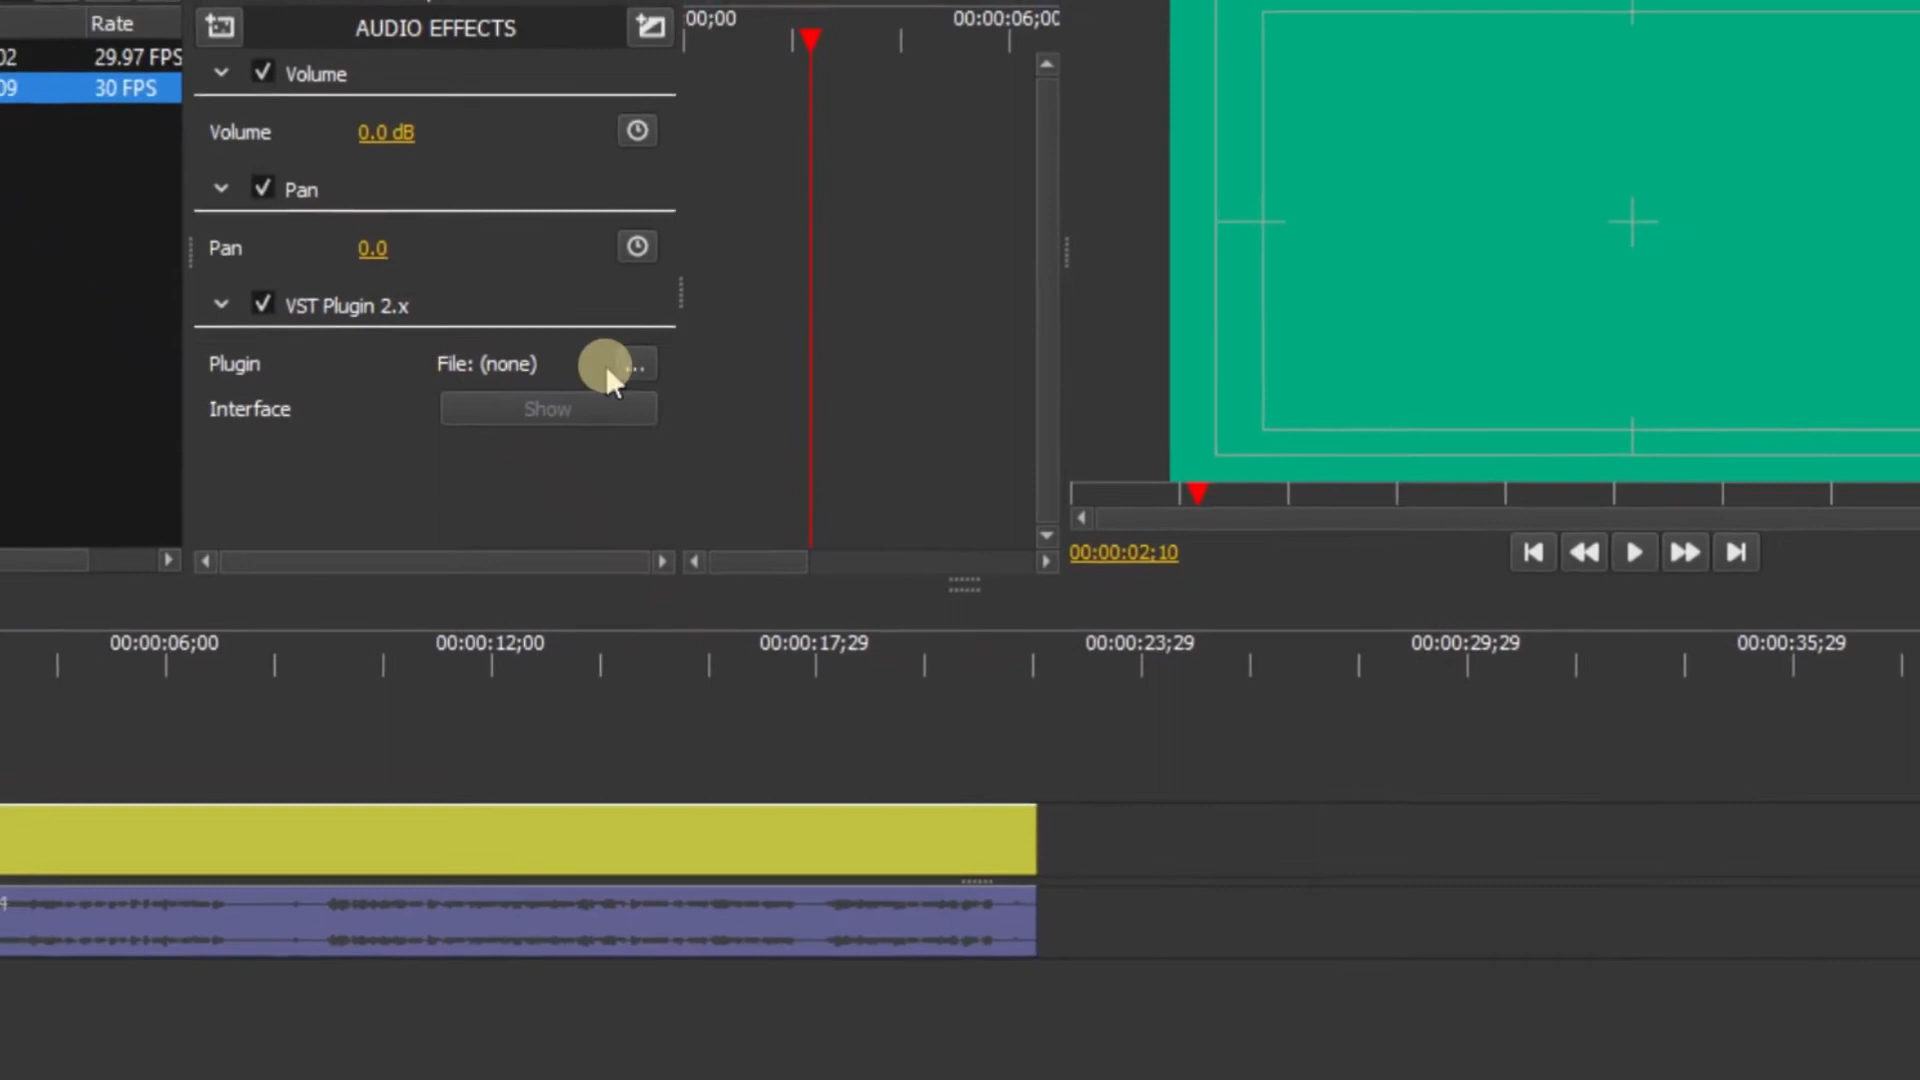 Rate
02 29.97 FPS
09 30 FPS
AUDIO EFFECTS
Volume
Volume 0.0 dB
Pan
Pan 0.0
VST Plugin 2.x
Plugin File: (none) ...
Interface Show
00;00 00:00:06;00
00:00:02;10
00:00:06;00 00:00:12;00 00:00:17;29 00:00:23;29 00:00:29;29 00:00:35;29
4